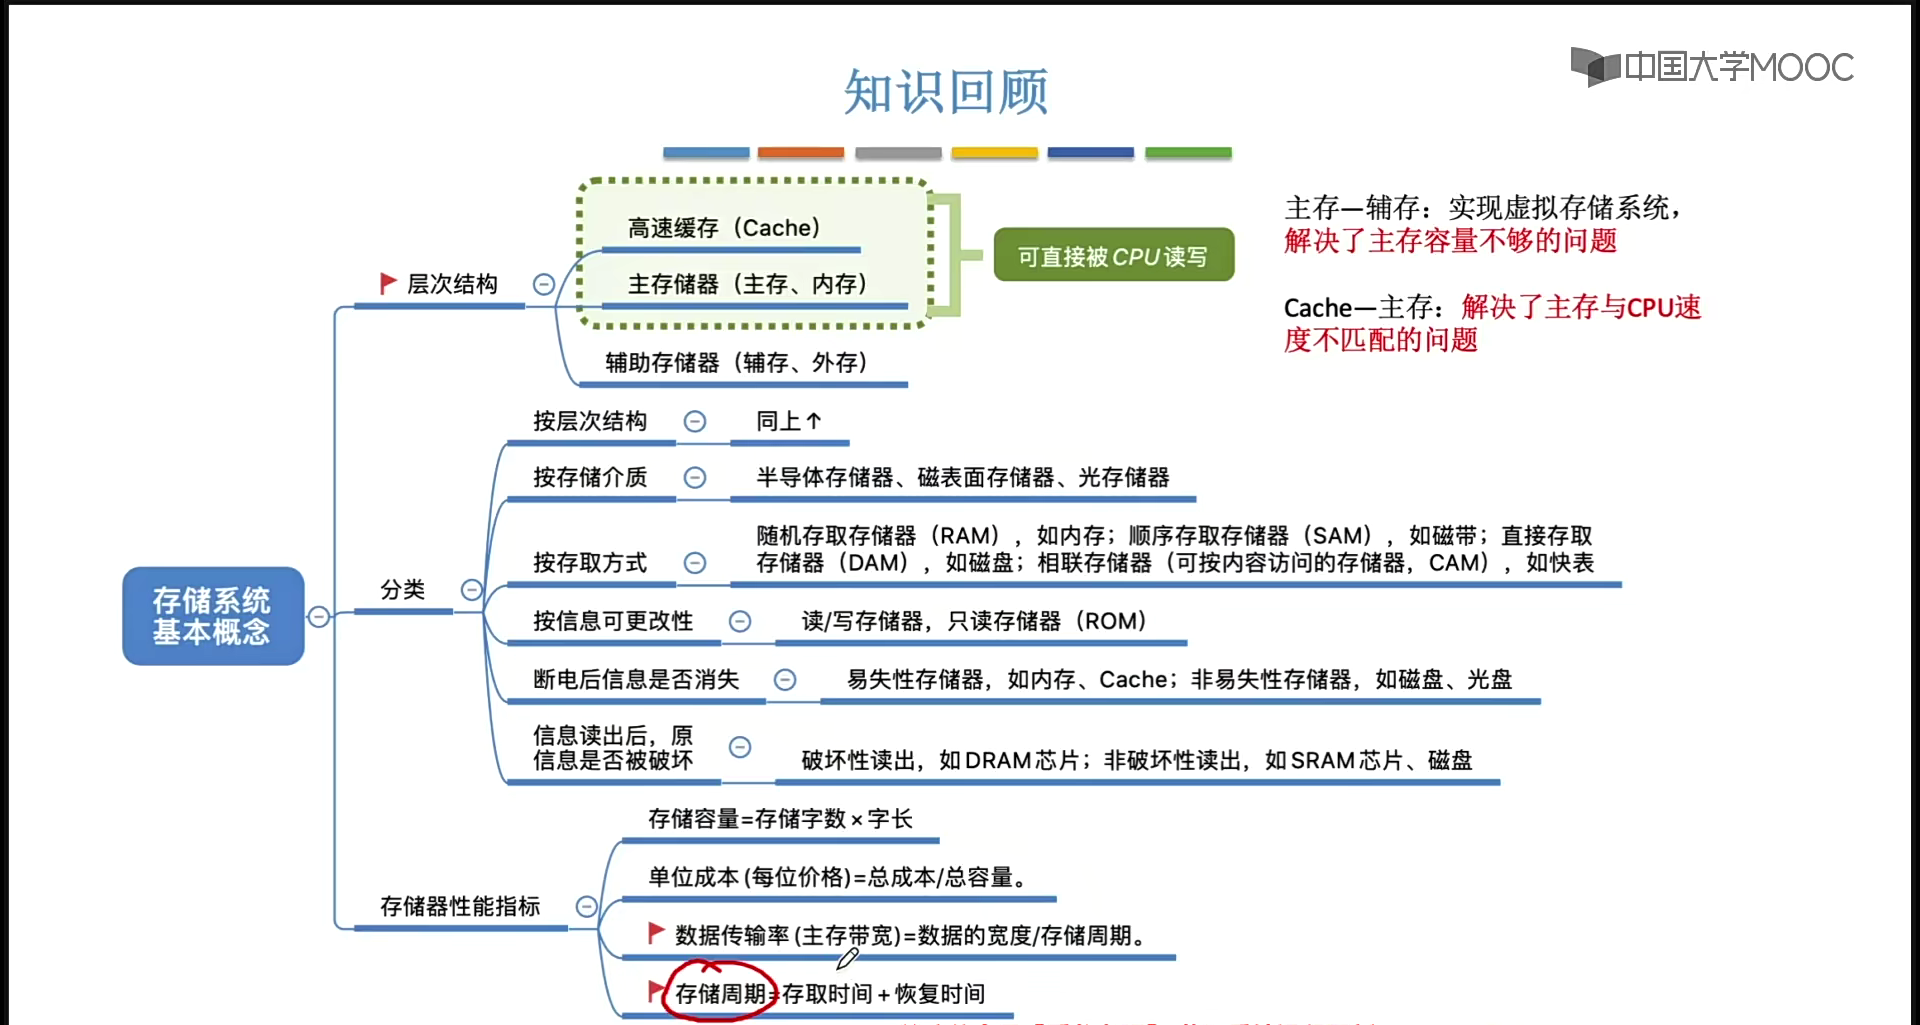 中国大学MOOC
知识回顾
高速缓存（Cache）
主存储器（主存、内存）
辅助存储器（辅存、外存）
可直接被CPU读写
主存—辅存：实现虚拟存储系统，
解决了主存容量不够的问题
Cache—主存：解决了主存与CPU速
度不匹配的问题
层次结构
按层次结构
同上↑
按存储介质
半导体存储器、磁表面存储器、光存储器
按存取方式
随机存取存储器（RAM），如内存；顺序存取存储器（SAM），如磁带；直接存取
存储器（DAM），如磁盘；相联存储器（可按内容访问的存储器，CAM），如快表
分类
存储系统
基本概念
按信息可更改性
读/写存储器，只读存储器（ROM）
断电后信息是否消失
易失性存储器，如内存、Cache；非易失性存储器，如磁盘、光盘
信息读出后，原
信息是否被破坏
破坏性读出，如DRAM芯片；非破坏性读出，如SRAM芯片、磁盘
存储器性能指标
存储容量=存储字数×字长
单位成本(每位价格)=总成本/总容量。
数据传输率(主存带宽)=数据的宽度/存储周期。
存储周期=存取时间+恢复时间